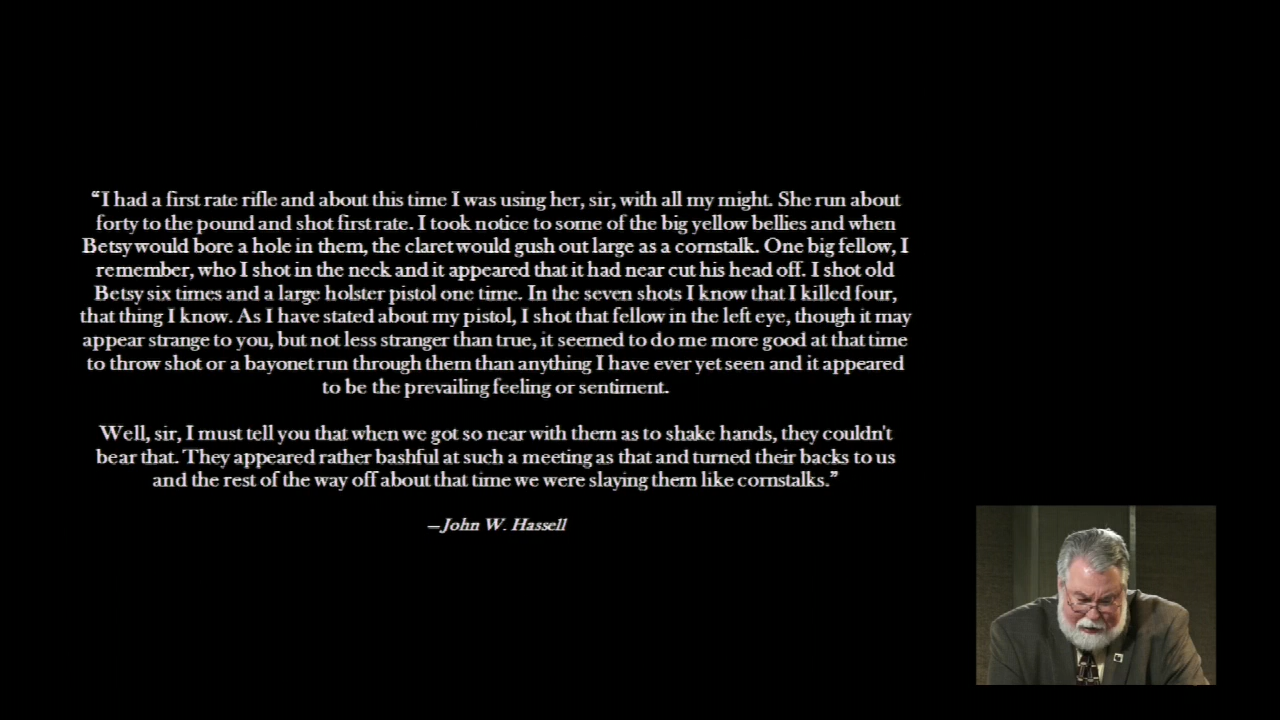 “I had a first rate rifle and about this time I was using her, sir, with all my might. She run about
forty to the pound and shot first rate. I took notice to some of the big yellow bellies and when
Betsy would bore a hole in them, the claret would gush out large as a cornstalk. One big fellow, I
remember, who I shot in the neck and it appeared that it had near cut his head off. I shot old
Betsy six times and a large holster pistol one time. In the seven shots I know that I killed four,
that thing I know. As I have stated about my pistol, I shot that fellow in the left eye, though it may
appear strange to you, but not less stranger than true, it seemed to do me more good at that time
to throw shot or a bayonet run through them than anything I have ever yet seen and it appeared
to be the prevailing feeling or sentiment.
Well, sir, I must tell you that when we got so near with them as to shake hands, they couldn't
bear that. They appeared rather bashful at such a meeting as that and turned their backs to us
and the rest of the way off about that time we were slaying them like cornstalks.”
–John W. Hassell